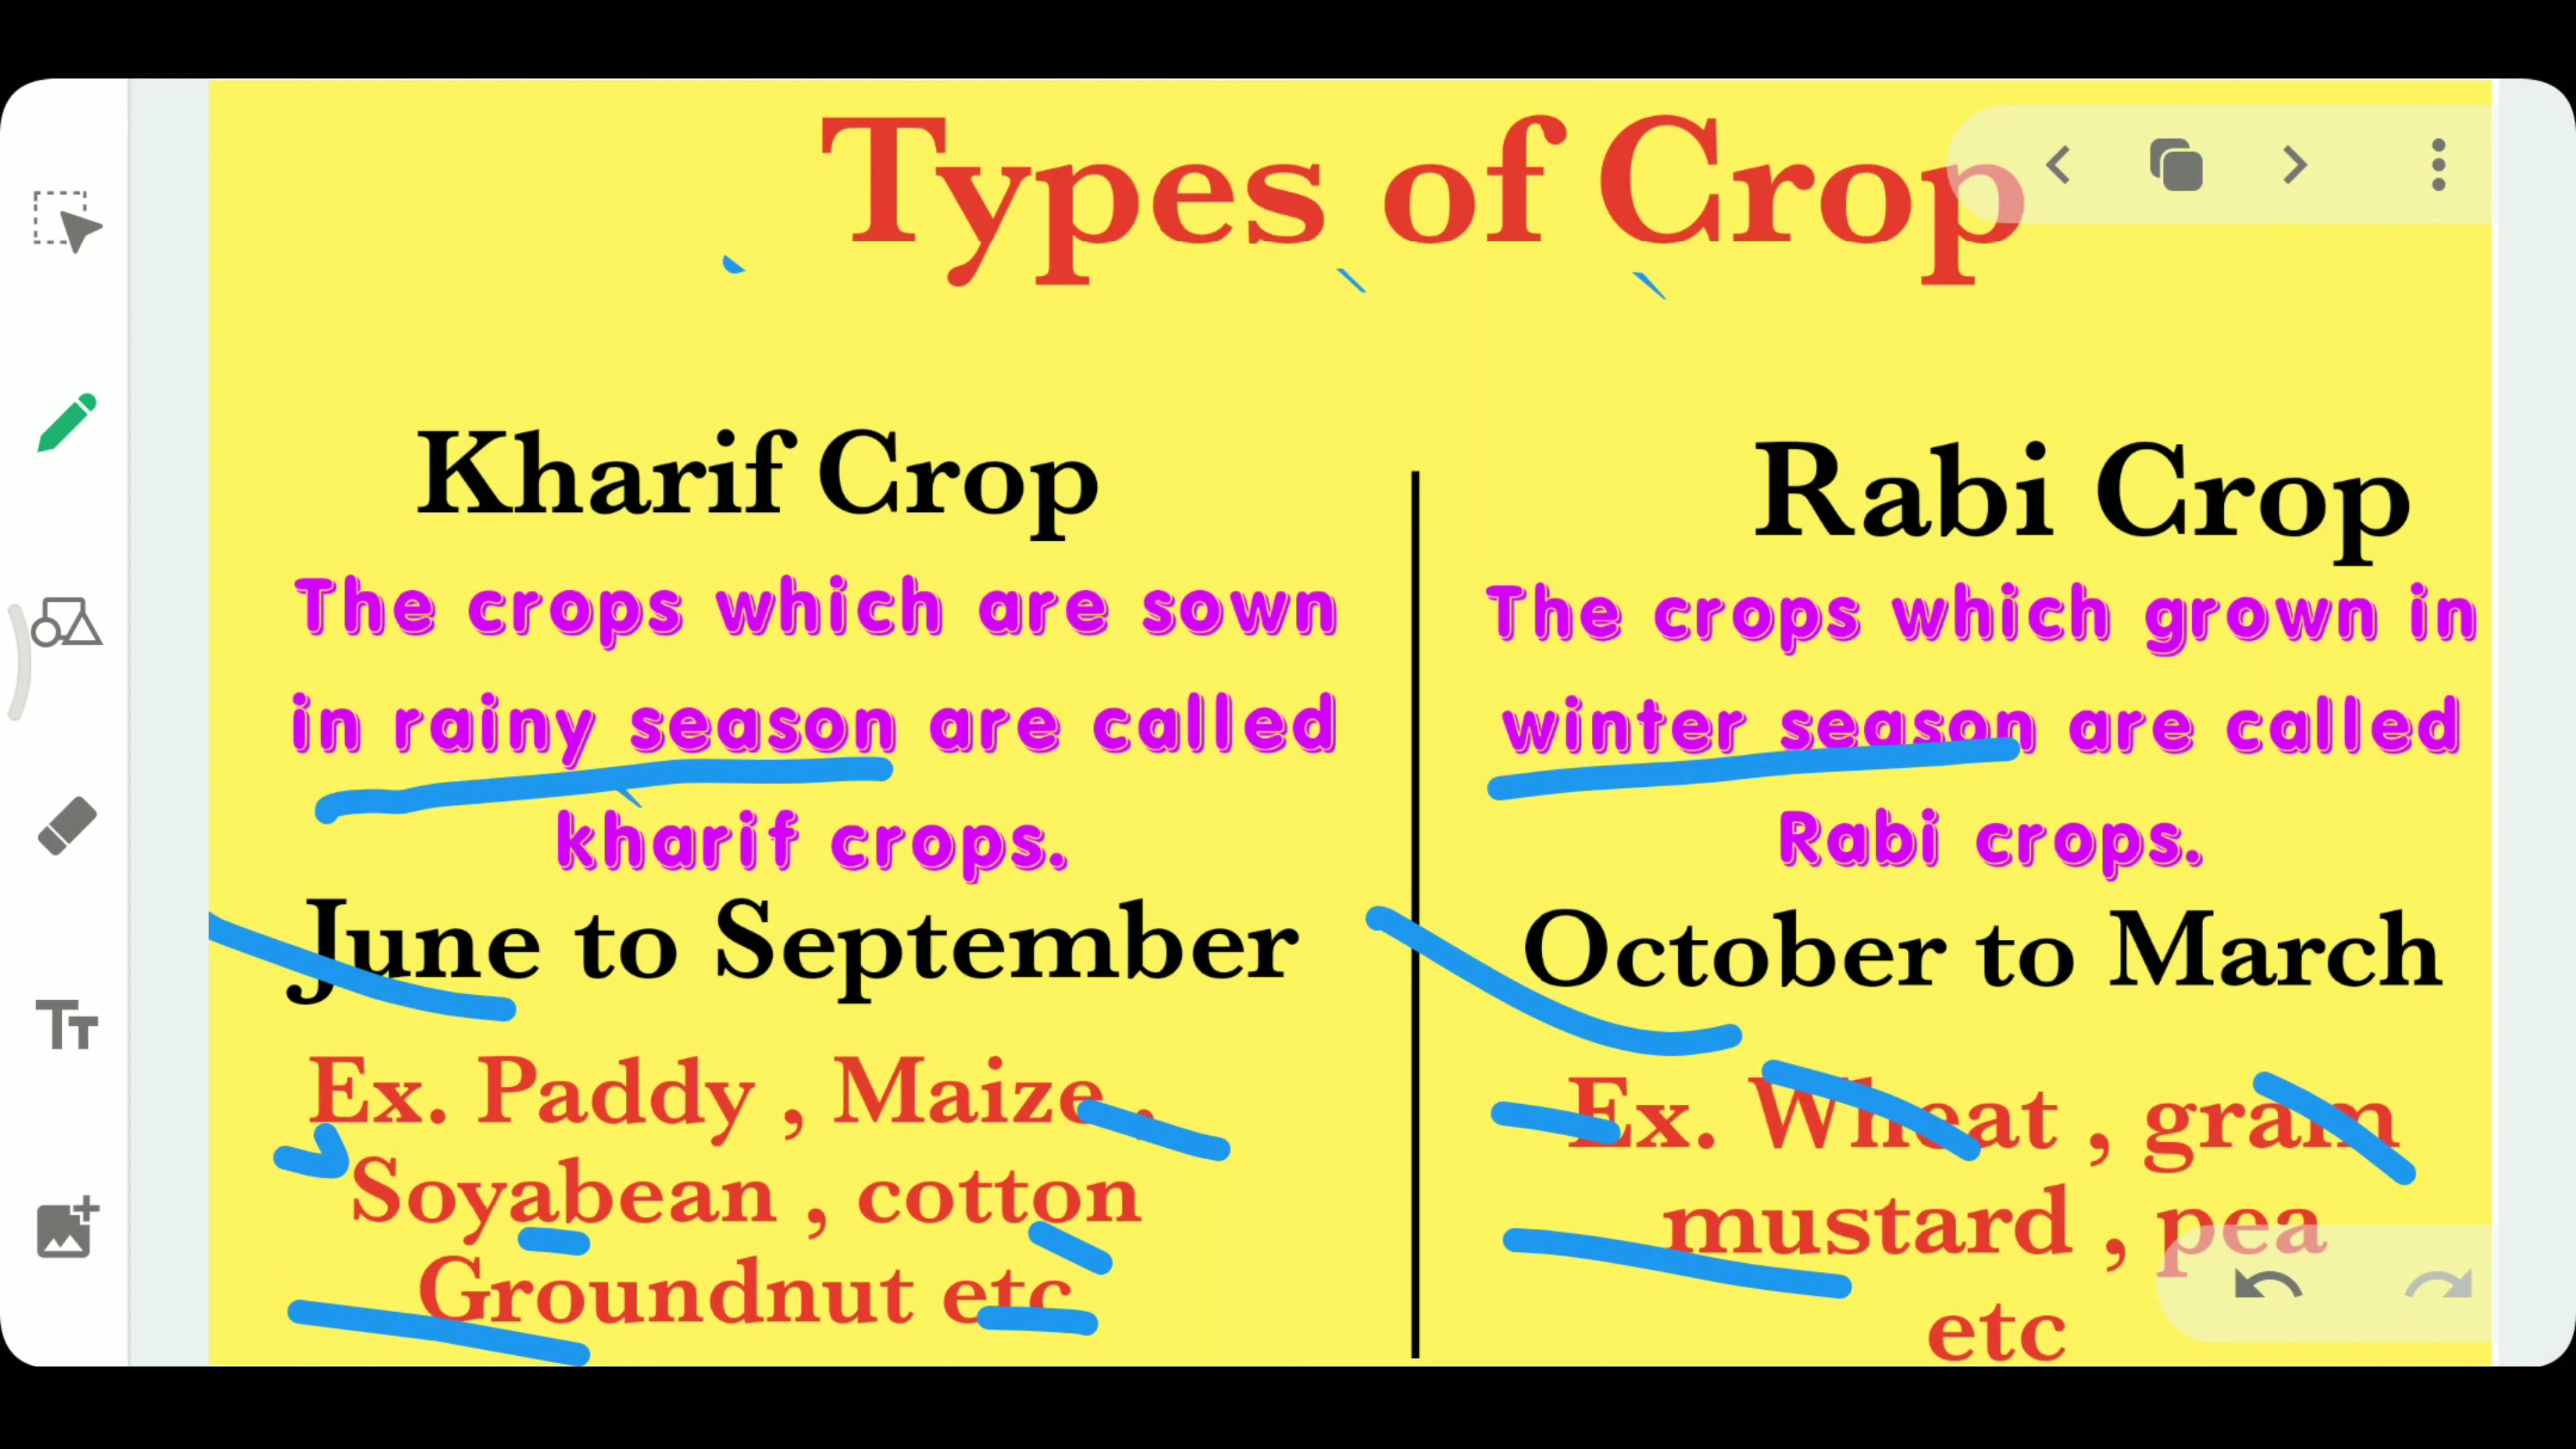 Types of Crop
Kharif Crop
The crops which are sown
in rainy season are called
kharif crops.
June to September
Ex. Paddy , Maize ,
Soyabean , cotton
Groundnut etc
Rabi Crop
The crops which grown in
winter season are called
Rabi crops.
October to March
Ex. Wheat , gram
mustard , pea
etc